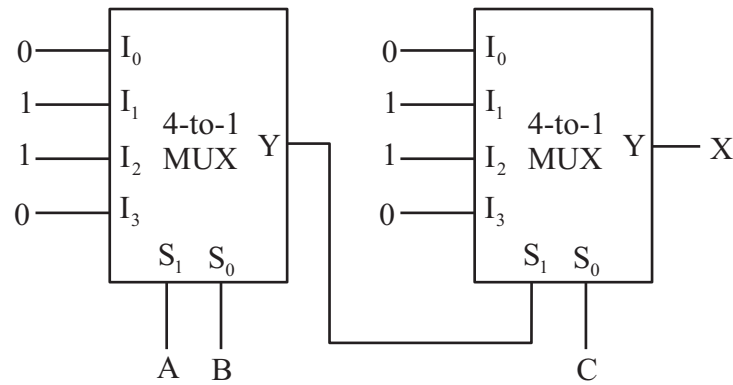 0 I₀
1 I₁
1 I₂
0 I₃
4-to-1
MUX
Y
S₁ S₀
A B
0 I₀
1 I₁
1 I₂
0 I₃
4-to-1
MUX
Y X
S₁ S₀
C